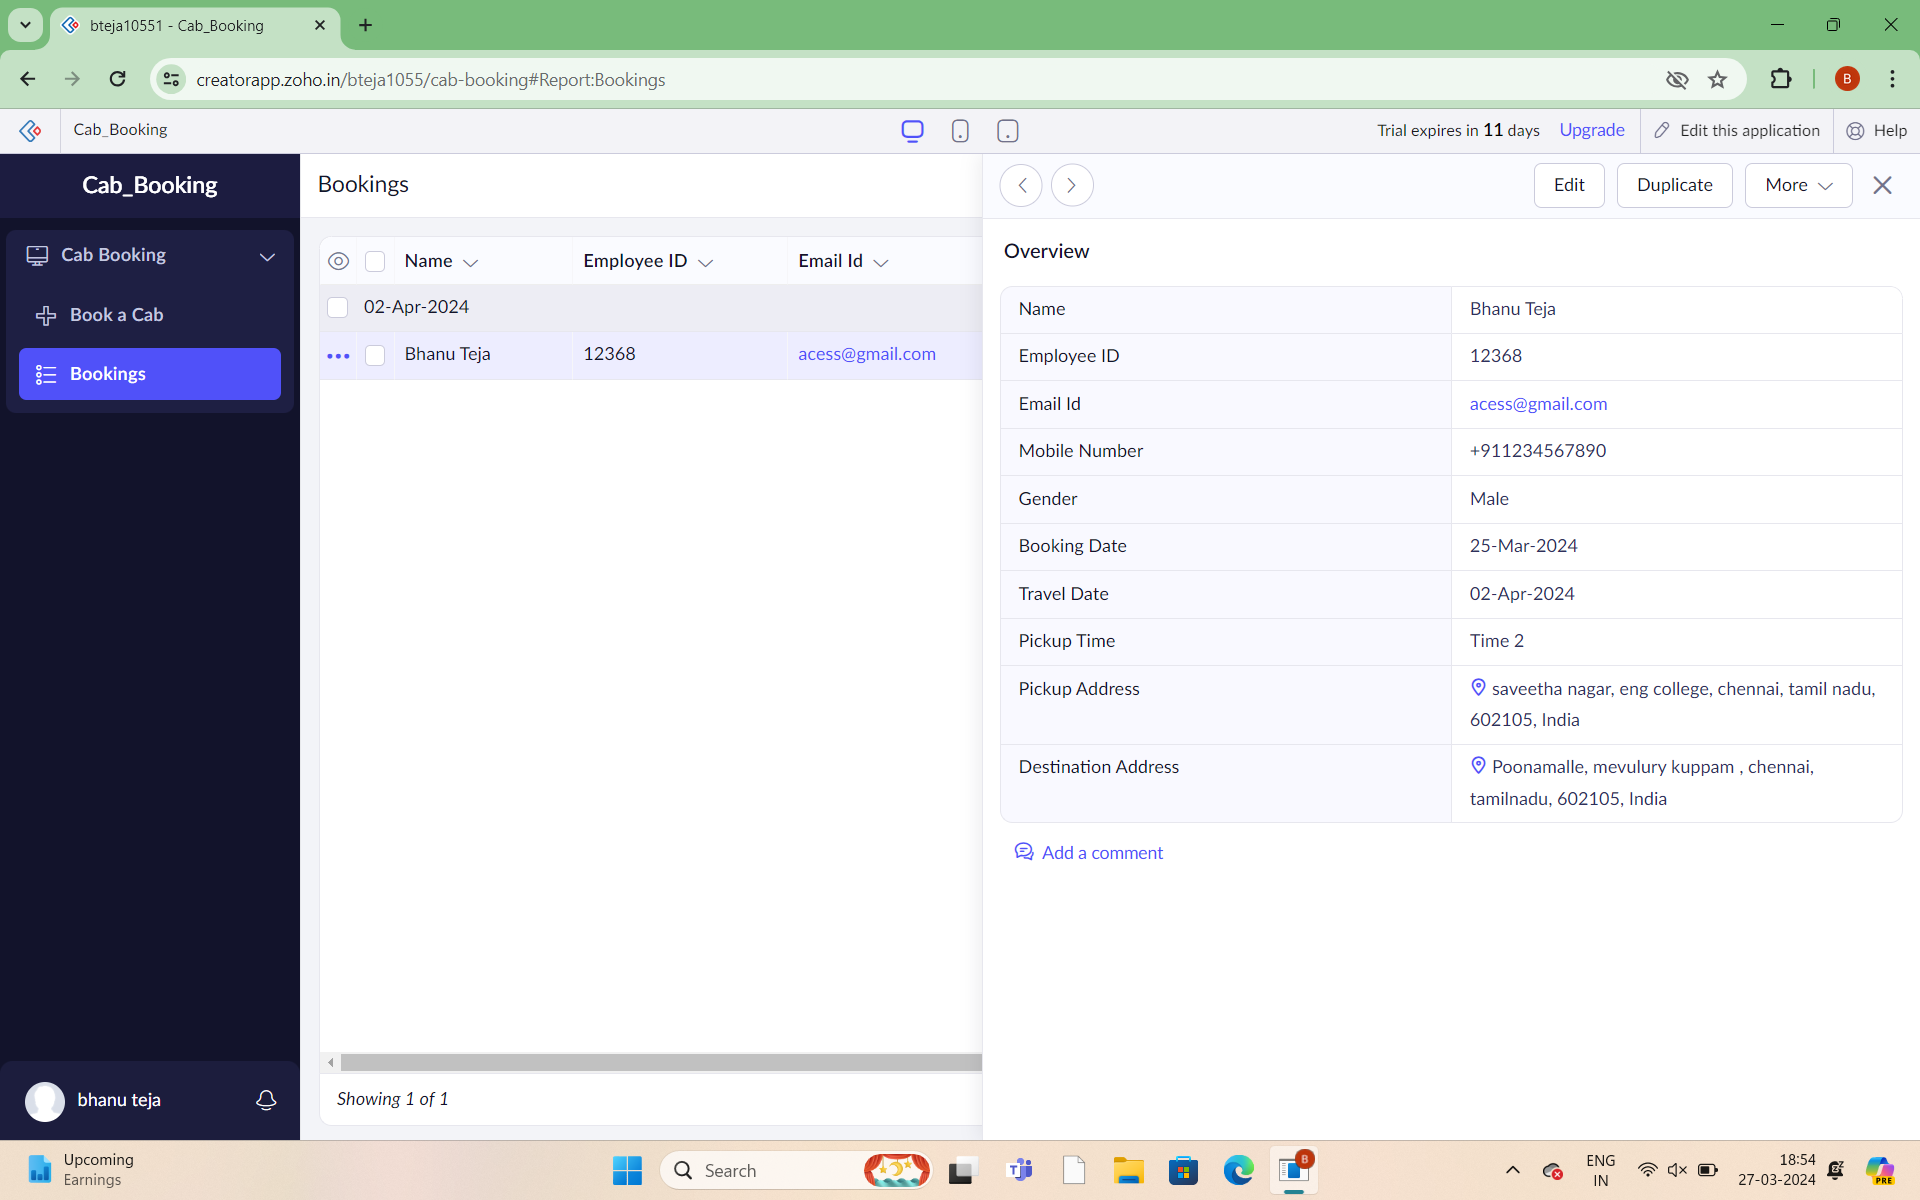 bteja10551 - Cab_Booking
creatorapp.zoho.in/bteja1055/cab-booking#Report:Bookings
B
Cab_Booking
Trial expires in 11 days
Upgrade
Edit this application
Help
Cab_Booking
Cab Booking
Book a Cab
Bookings
bhanu teja
Bookings
Name
Employee ID
Email Id
02-Apr-2024
Bhanu Teja
12368
acess@gmail.com
Showing 1 of 1
Edit
Duplicate
More
Overview
Name
Bhanu Teja
Employee ID
12368
Email Id
acess@gmail.com
Mobile Number
+911234567890
Gender
Male
Booking Date
25-Mar-2024
Travel Date
02-Apr-2024
Pickup Time
Time 2
Pickup Address
saveetha nagar, eng college, chennai, tamil nadu,
602105, India
Destination Address
Poonamalle, mevulury kuppam , chennai,
tamilnadu, 602105, India
Add a comment
Upcoming
Earnings
Search
B
ENG
IN
18:54
27-03-2024
PRE